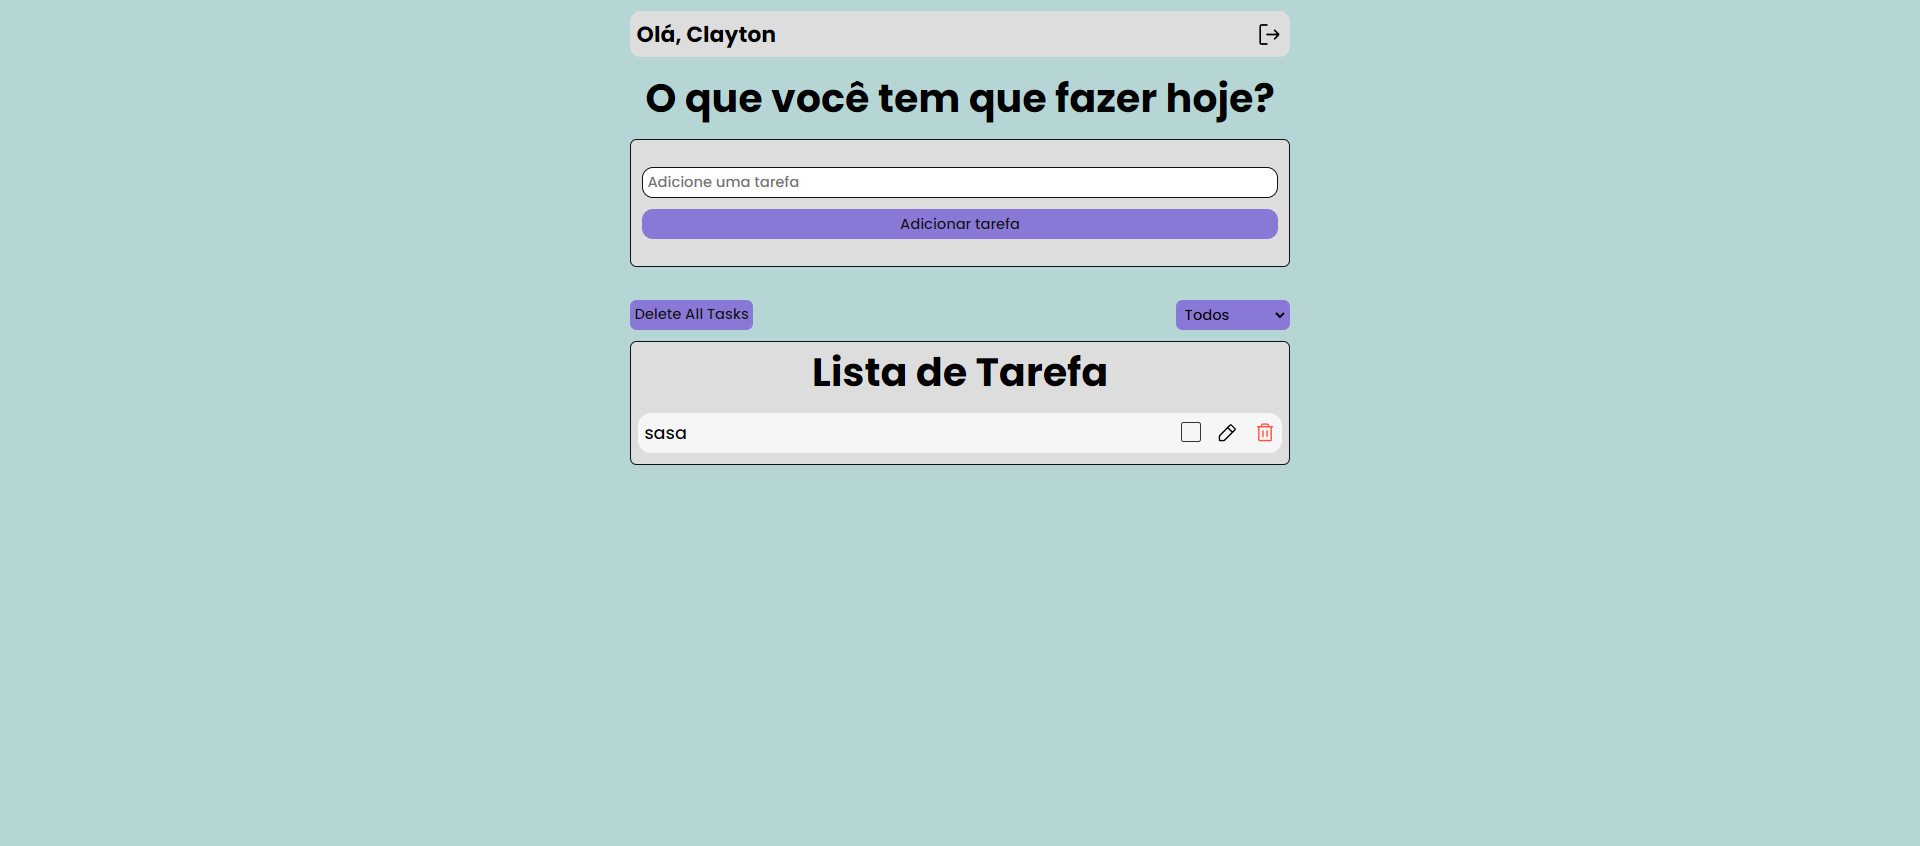 Olá, Clayton
O que você tem que fazer hoje?
Adicione uma tarefa
Adicionar tarefa
Delete All Tasks
Todos
Lista de Tarefa
sasa